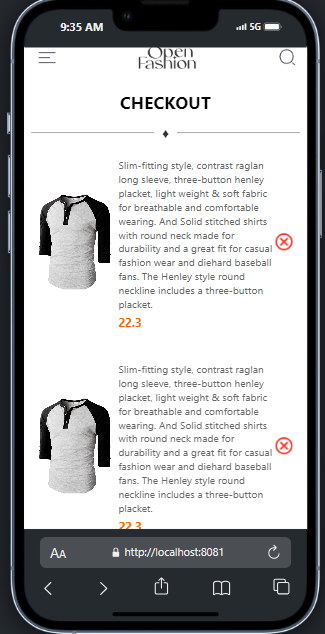 9:35 AM
5G
Open
Fashion
CHECKOUT
Slim-fitting style, contrast raglan
long sleeve, three-button henley
placket, light weight & soft fabric
for breathable and comfortable
wearing. And Solid stitched shirts
with round neck made for
durability and a great fit for casual
fashion wear and diehard baseball
fans. The Henley style round
neckline includes a three-button
placket.
22.3
Slim-fitting style, contrast raglan
long sleeve, three-button henley
placket, light weight & soft fabric
for breathable and comfortable
wearing. And Solid stitched shirts
with round neck made for
durability and a great fit for casual
fashion wear and diehard baseball
fans. The Henley style round
neckline includes a three-button
placket.
22.3
AA http://localhost:8081